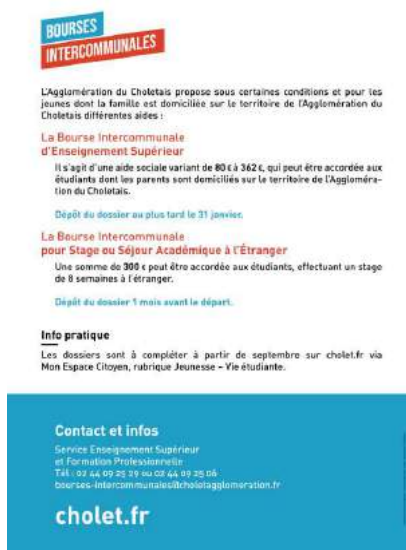 BOURSES
INTERCOMMUNALES
L'Agglomération du Choletais propose sous certaines conditions et pour les
jeunes dont la famille est domiciliée sur le territoire de l'Agglomération du
Choletais différentes aides :
La Bourse Intercommunale
d'Enseignement Supérieur
Il s'agit d'une aide sociale variant de 80 € à 362 €, qui peut être accordée aux
étudiants dont les parents sont domiciliés sur le territoire de l'Aggloméra-
tion du Choletais.
Dépôt du dossier au plus tard le 31 janvier.
La Bourse Intercommunale
pour Stage ou Séjour Académique à l'Étranger
Une somme de 300 € peut être accordée aux étudiants, effectuant un stage
de 8 semaines à l'étranger.
Dépôt du dossier 1 mois avant le départ.
Info pratique
Les dossiers sont à compléter à partir de septembre sur cholet.fr via
Mon Espace Citoyen, rubrique Jeunesse - Vie étudiante.
Contact et infos
Service Enseignement Supérieur
et Formation Professionnelle
Tél : 02 44 09 25 29 ou 02 44 09 25 06
bourses-intercommunales@choletagglomeration.fr
cholet.fr